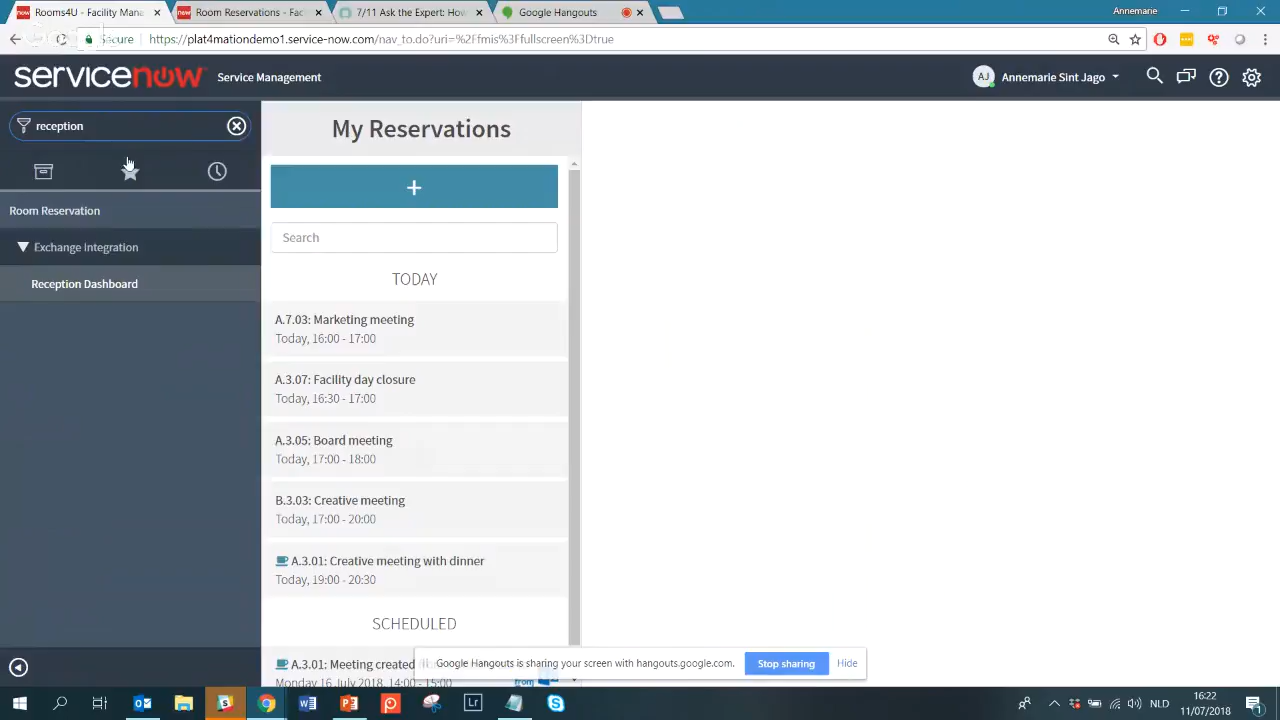 Rooms4U - Facility Mana
Room Reservations - Faci
7/11 Ask the Expert: How
Google Hangouts
Annemarie
Secure
https://plat4mationdemo1.service-now.com/nav_to.do?uri=%2Ffmis%3Ffullscreen%3Dtrue
servicenow
Service Management
AJ
Annemarie Sint Jago
reception
Room Reservation
Exchange Integration
Reception Dashboard
My Reservations
+
Search
TODAY
A.7.03: Marketing meeting
Today, 16:00 - 17:00
A.3.07: Facility day closure
Today, 16:30 - 17:00
A.3.05: Board meeting
Today, 17:00 - 18:00
B.3.03: Creative meeting
Today, 17:00 - 20:00
A.3.01: Creative meeting with dinner
Today, 19:00 - 20:30
SCHEDULED
A.3.01: Meeting created
Monday 16 July 2018, 14:00 - 15:00
from
Google Hangouts is sharing your screen with hangouts.google.com.
Stop sharing
Hide
NLD
16:22
11/07/2018